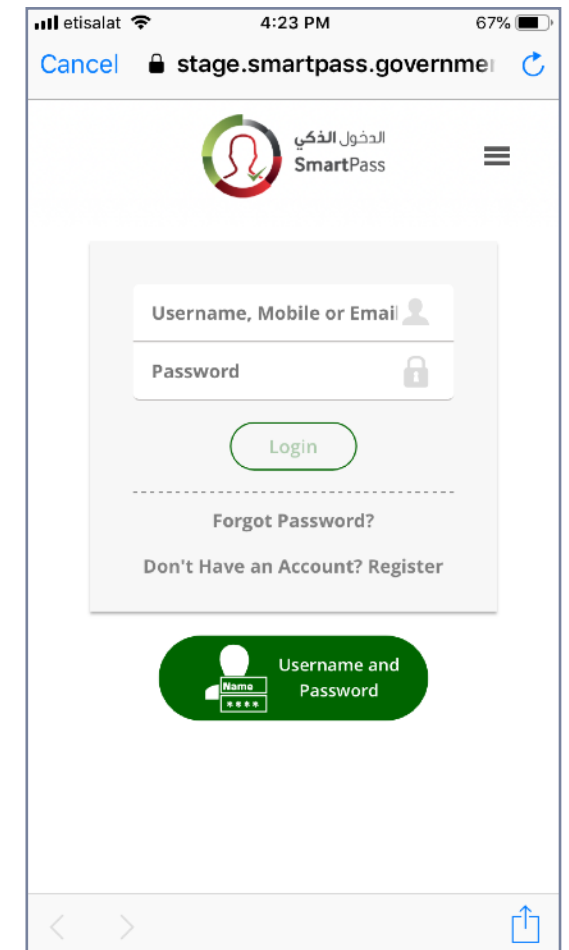 etisalat 4:23 PM 67%
Cancel stage.smartpass.governmer
الدخول الذكي
SmartPass
Username, Mobile or Email
Password
Login
Forgot Password?
Don't Have an Account? Register
Username and
Password
Name
****